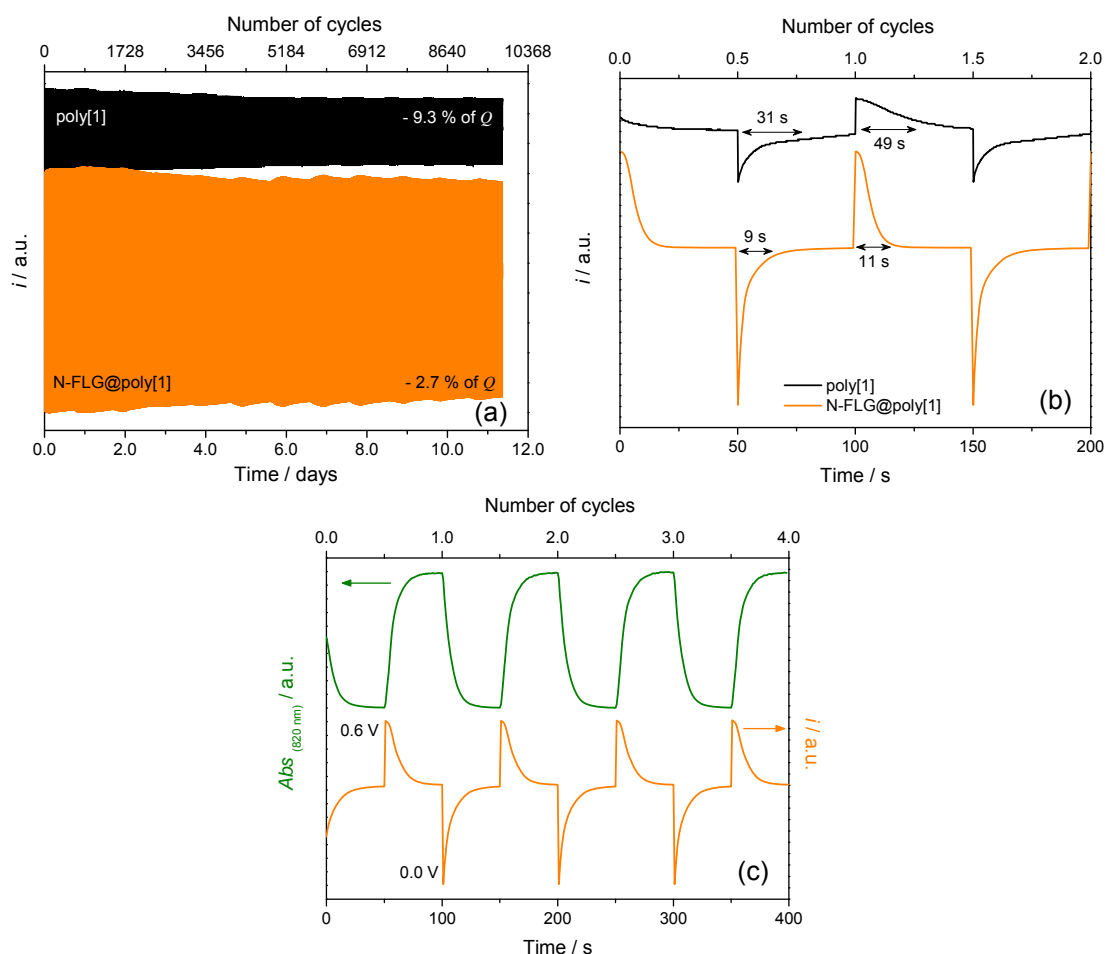 Number of cycles
0 1728 3456 5184 6912 8640 10368
poly[1] - 9.3 % of Q
i / a.u.
N-FLG@poly[1] - 2.7 % of Q
(a)
0.0 2.0 4.0 6.0 8.0 10.0 12.0
Time / days
Number of cycles
0.0 0.5 1.0 1.5 2.0
31 s
49 s
9 s
11 s
i / a.u.
poly[1]
N-FLG@poly[1]
(b)
0 50 100 150 200
Time / s
Number of cycles
0.0 1.0 2.0 3.0 4.0
Abs (820 nm) / a.u.
0.6 V
i / a.u.
0.0 V
(c)
0 100 200 300 400
Time / s